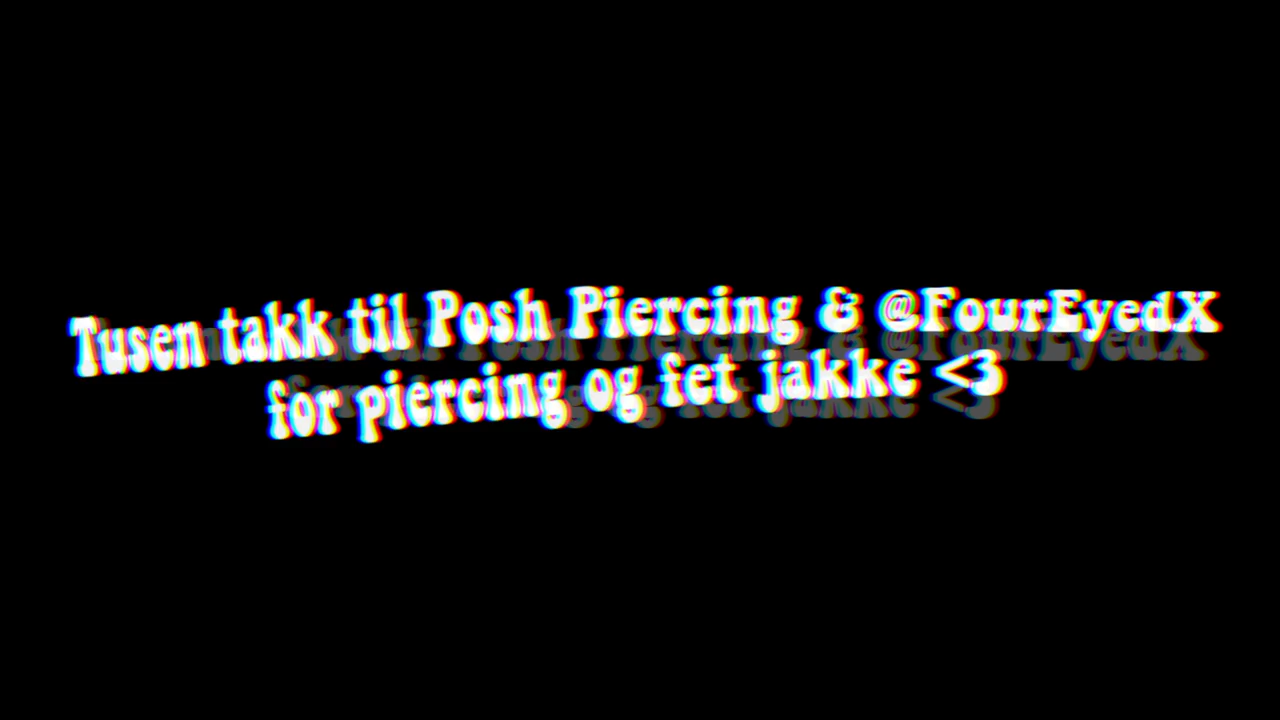 Tusen takk til Posh Piercing & @FourEyedX
for piercing og fet jakke <3